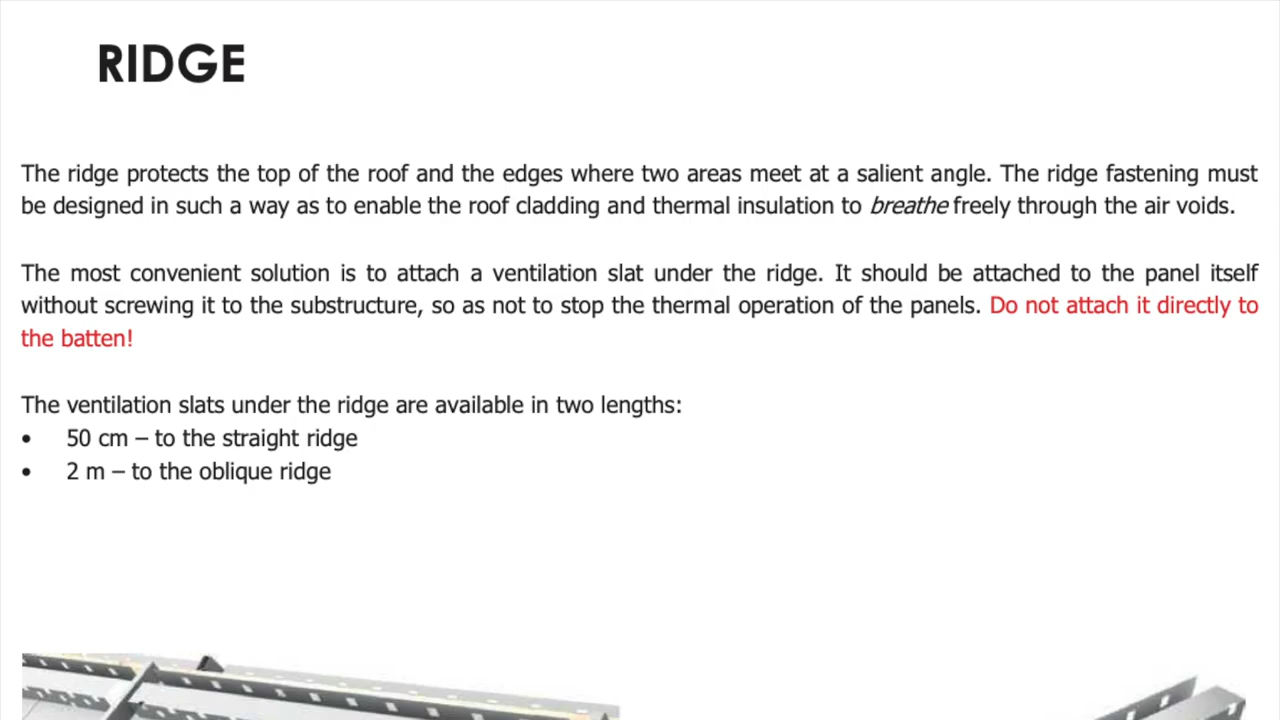 RIDGE
The ridge protects the top of the roof and the edges where two areas meet at a salient angle. The ridge fastening must
be designed in such a way as to enable the roof cladding and thermal insulation to breathe freely through the air voids.
The most convenient solution is to attach a ventilation slat under the ridge. It should be attached to the panel itself
without screwing it to the substructure, so as not to stop the thermal operation of the panels. Do not attach it directly to
the batten!
The ventilation slats under the ridge are available in two lengths:
• 50 cm – to the straight ridge
• 2 m – to the oblique ridge